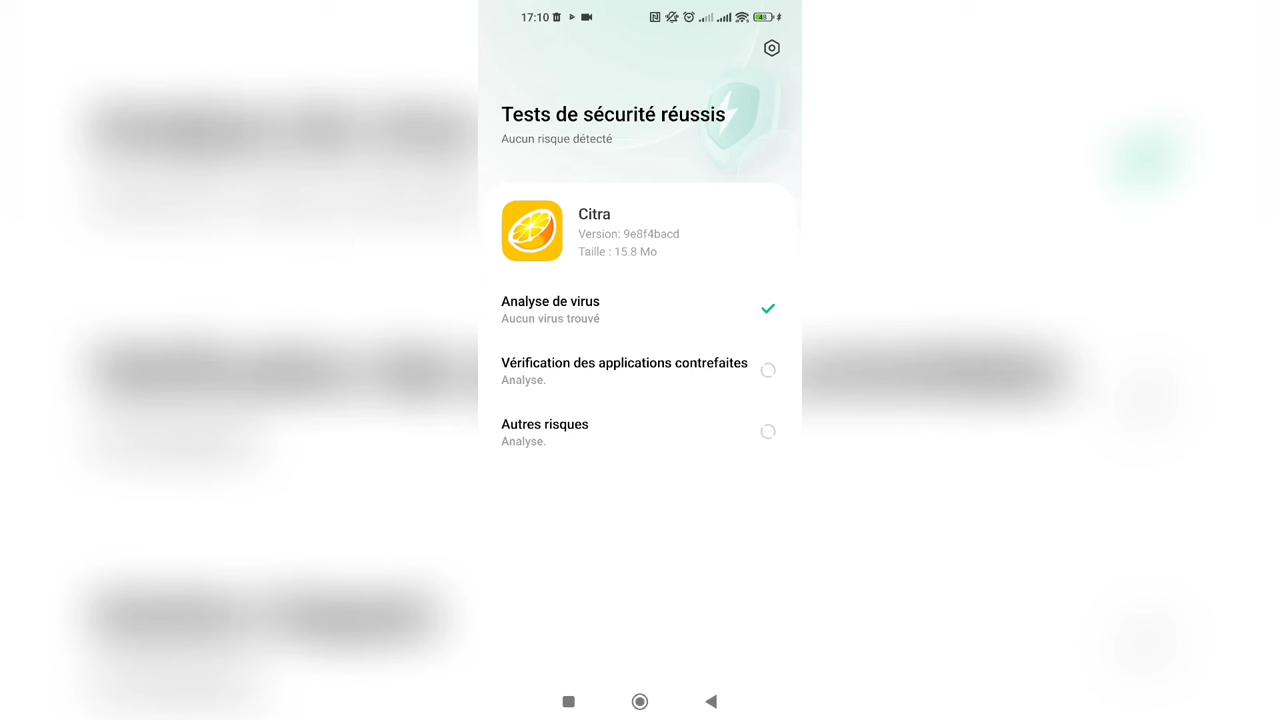 17:10
48
Tests de sécurité réussis
Aucun risque détecté
Citra
Version: 9e8f4bacd
Taille : 15.8 Mo
Analyse de virus
Aucun virus trouvé
Vérification des applications contrefaites
Analyse.
Autres risques
Analyse.